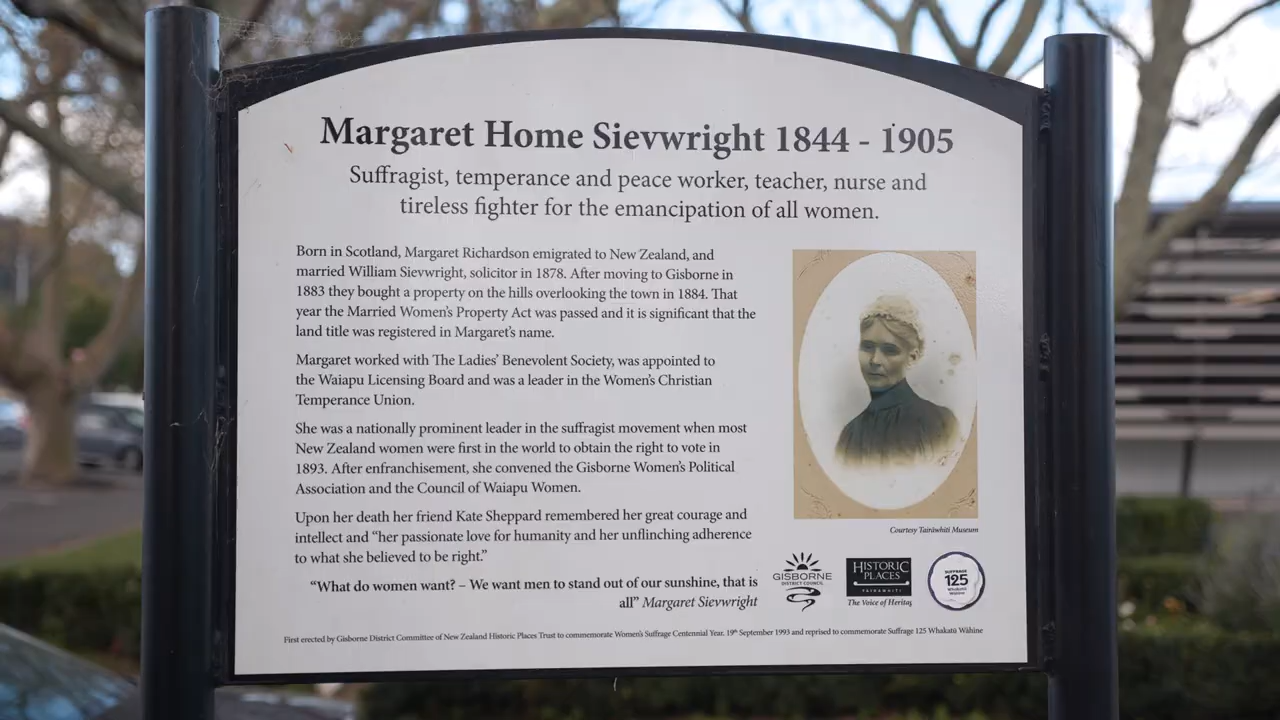 Margaret Home Sievwright 1844 - 1905
Suffragist, temperance and peace worker, teacher, nurse and
tireless fighter for the emancipation of all women.
Born in Scotland, Margaret Richardson emigrated to New Zealand, and
married William Sievwright, solicitor in 1878. After moving to Gisborne in
1883 they bought a property on the hills overlooking the town in 1884. That
year the Married Women's Property Act was passed and it is significant that the
land title was registered in Margaret's name.
Margaret worked with The Ladies' Benevolent Society, was appointed to
the Waiapu Licensing Board and was a leader in the Women's Christian
Temperance Union.
She was a nationally prominent leader in the suffragist movement when most
New Zealand women were first in the world to obtain the right to vote in
1893. After enfranchisement, she convened the Gisborne Women's Political
Association and the Council of Waiapu Women.
Upon her death her friend Kate Sheppard remembered her great courage and
intellect and “her passionate love for humanity and her unflinching adherence
to what she believed to be right.”
“What do women want? – We want men to stand out of our sunshine, that is
all” Margaret Sievwright
Courtesy Tairāwhiti Museum
GISBORNE
DISTRICT COUNCIL
HISTORIC
PLACES
TAIRAWHITI
The Voice of Heritag
SUFFRAGE
125
Whakatū
Wāhine
First erected by Gisborne District Committee of New Zealand Historic Places Trust to commemorate Women's Suffrage Centennial Year. 19th September 1993 and reprised to commemorate Suffrage 125 Whakatū Wāhine